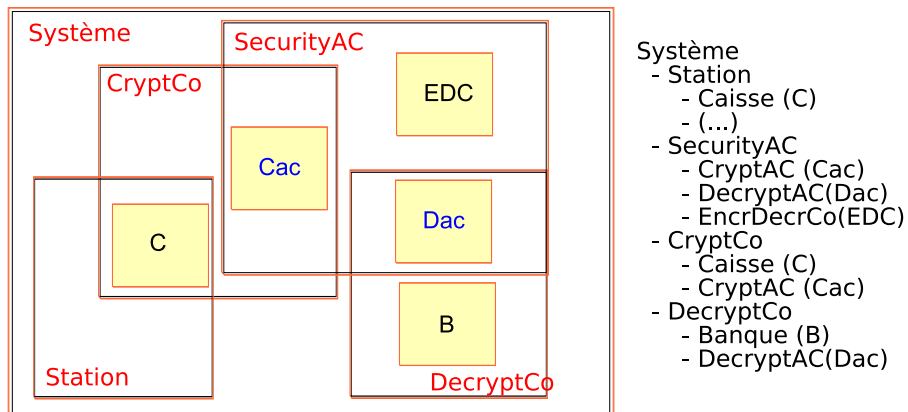 Système
SecurityAC
CryptCo
EDC
Cac
Dac
C
B
Station
DecryptCo
Système
- Station
- Caisse (C)
- (...)
- SecurityAC
- CryptAC (Cac)
- DecryptAC(Dac)
- EncrDecrCo(EDC)
- CryptCo
- Caisse (C)
- CryptAC (Cac)
- DecryptCo
- Banque (B)
- DecryptAC(Dac)